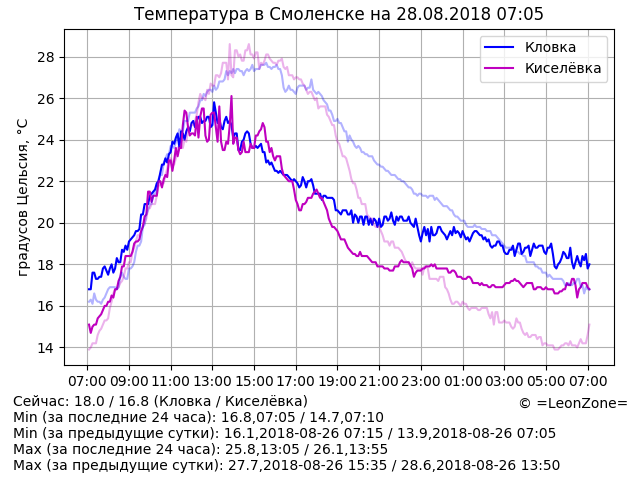 Температура в Смоленске на 28.08.2018 07:05
Кловка
Киселёвка
градусов Цельсия, °C
28
26
24
22
20
18
16
14
07:00 09:00 11:00 13:00 15:00 17:00 19:00 21:00 23:00 01:00 03:00 05:00 07:00
Сейчас: 18.0 / 16.8 (Кловка / Киселёвка)
© =LeonZone=
Min (за последние 24 часа): 16.8,07:05 / 14.7,07:10
Min (за предыдущие сутки): 16.1,2018-08-26 07:15 / 13.9,2018-08-26 07:05
Max (за последние 24 часа): 25.8,13:05 / 26.1,13:55
Max (за предыдущие сутки): 27.7,2018-08-26 15:35 / 28.6,2018-08-26 13:50